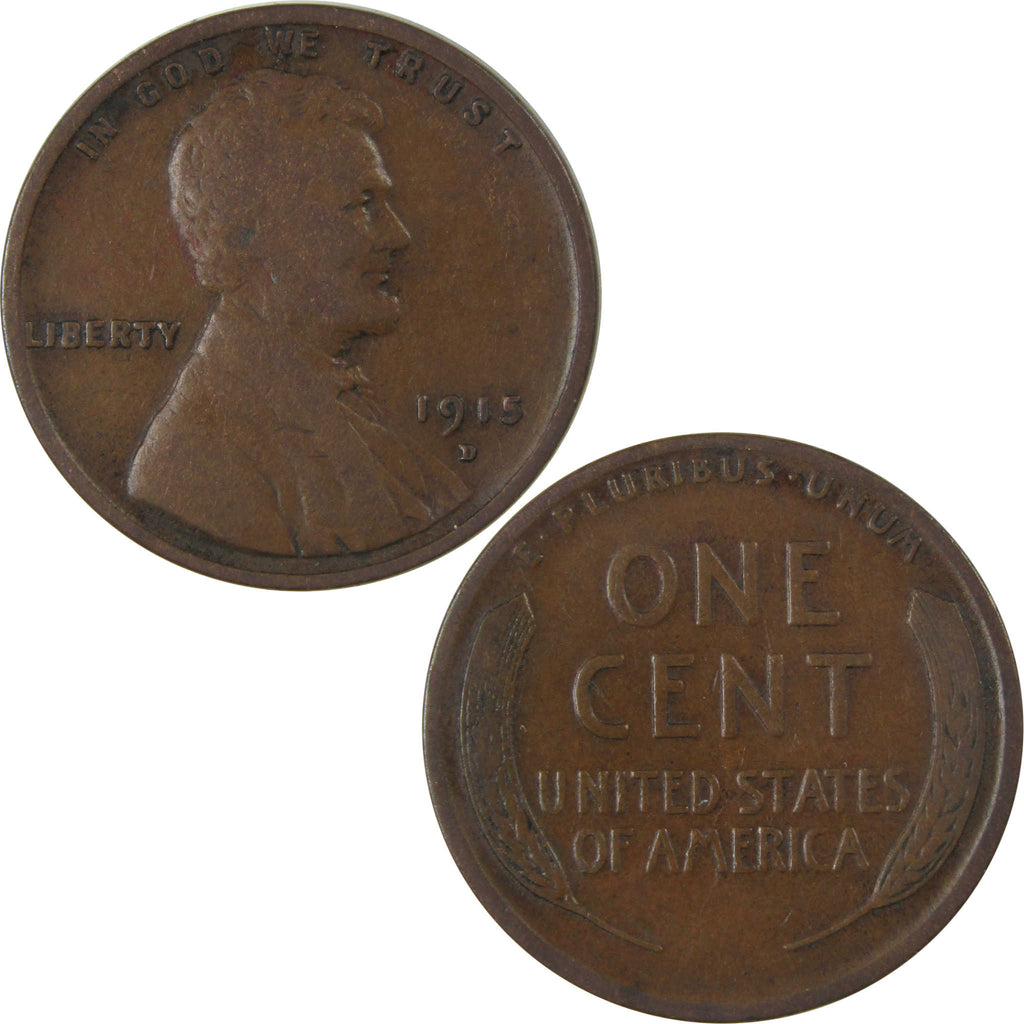 IN GOD WE TRUST
LIBERTY
1915
D
E · PLURIBUS · UNUM
ONE
CENT
UNITED STATES
OF AMERICA